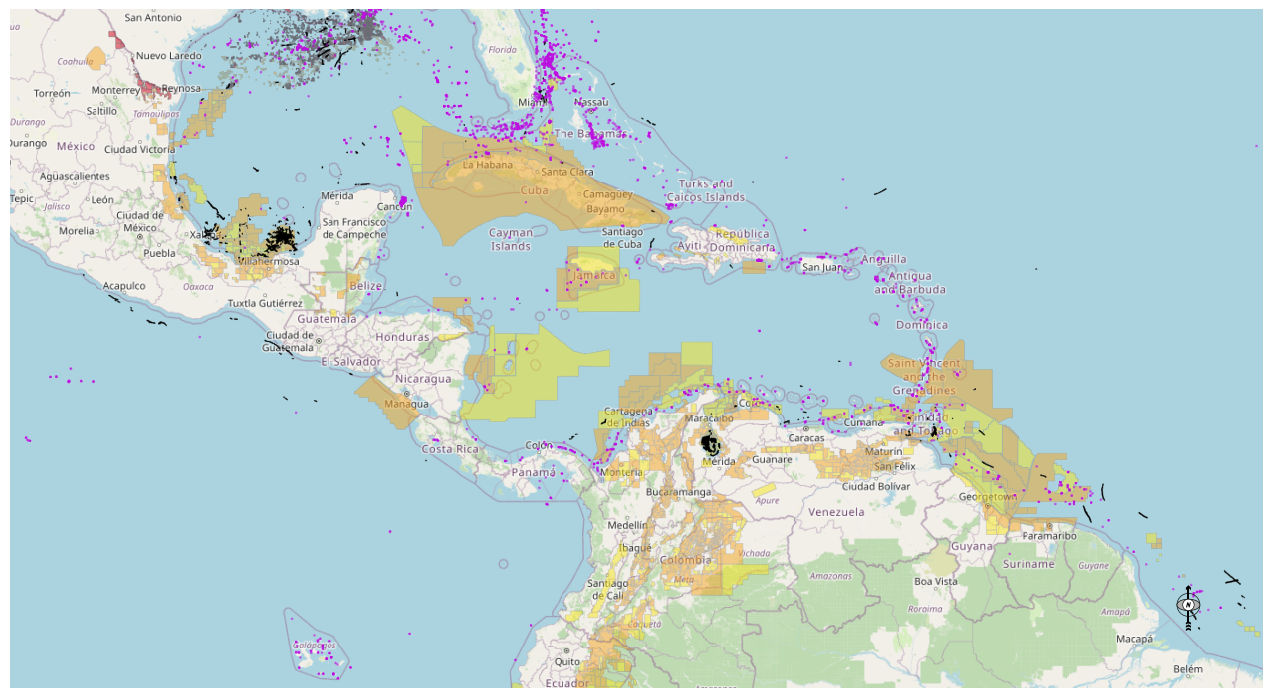 San Antonio
Florida
Coahuila
Nuevo Laredo
Torreón
Monterrey
Reynosa
Saltillo
Tamaulipas
Miami
Nassau
Durango
Durango
México
Ciudad Victoria
The Bahamas
La Habana
Santa Clara
Aguascalientes
Turks and
Caicos Islands
Cuba
Camagüey
Tepic
Jalisco
León
Mérida
Cancún
Bayamo
Ciudad de
México
San Francisco
de Campeche
Morelia
Xalapa
Cayman
Islands
Santiago
de Cuba
República
Dominicana
Ayiti
Puebla
Villahermosa
San Juan
Anguilla
Jamaica
Antigua
and Barbuda
Acapulco
Oaxaca
Belize
Tuxtla Gutiérrez
Guatemala
Dominica
Ciudad de
Guatemala
Honduras
El Salvador
Saint Vincent
and the
Grenadines
Nicaragua
Managua
Cartagena
de Indias
Maracaibo
Coro
Cumaná
Trinidad
and Tobago
Caracas
Costa Rica
Colón
Panamá
Montería
Mérida
Guanare
Maturín
San Félix
Ciudad Bolívar
Bucaramanga
Apure
Georgetown
Venezuela
Medellín
Faramaribo
Ibagué
Colombia
Vichada
Guyana
Suriname
Guyane
Meta
Amazonas
Boa Vista
Santiago
de Cali
Roraima
Amapá
N
Caquetá
Galápagos
Macapá
Quito
Belém
Ecuador
Amazonas